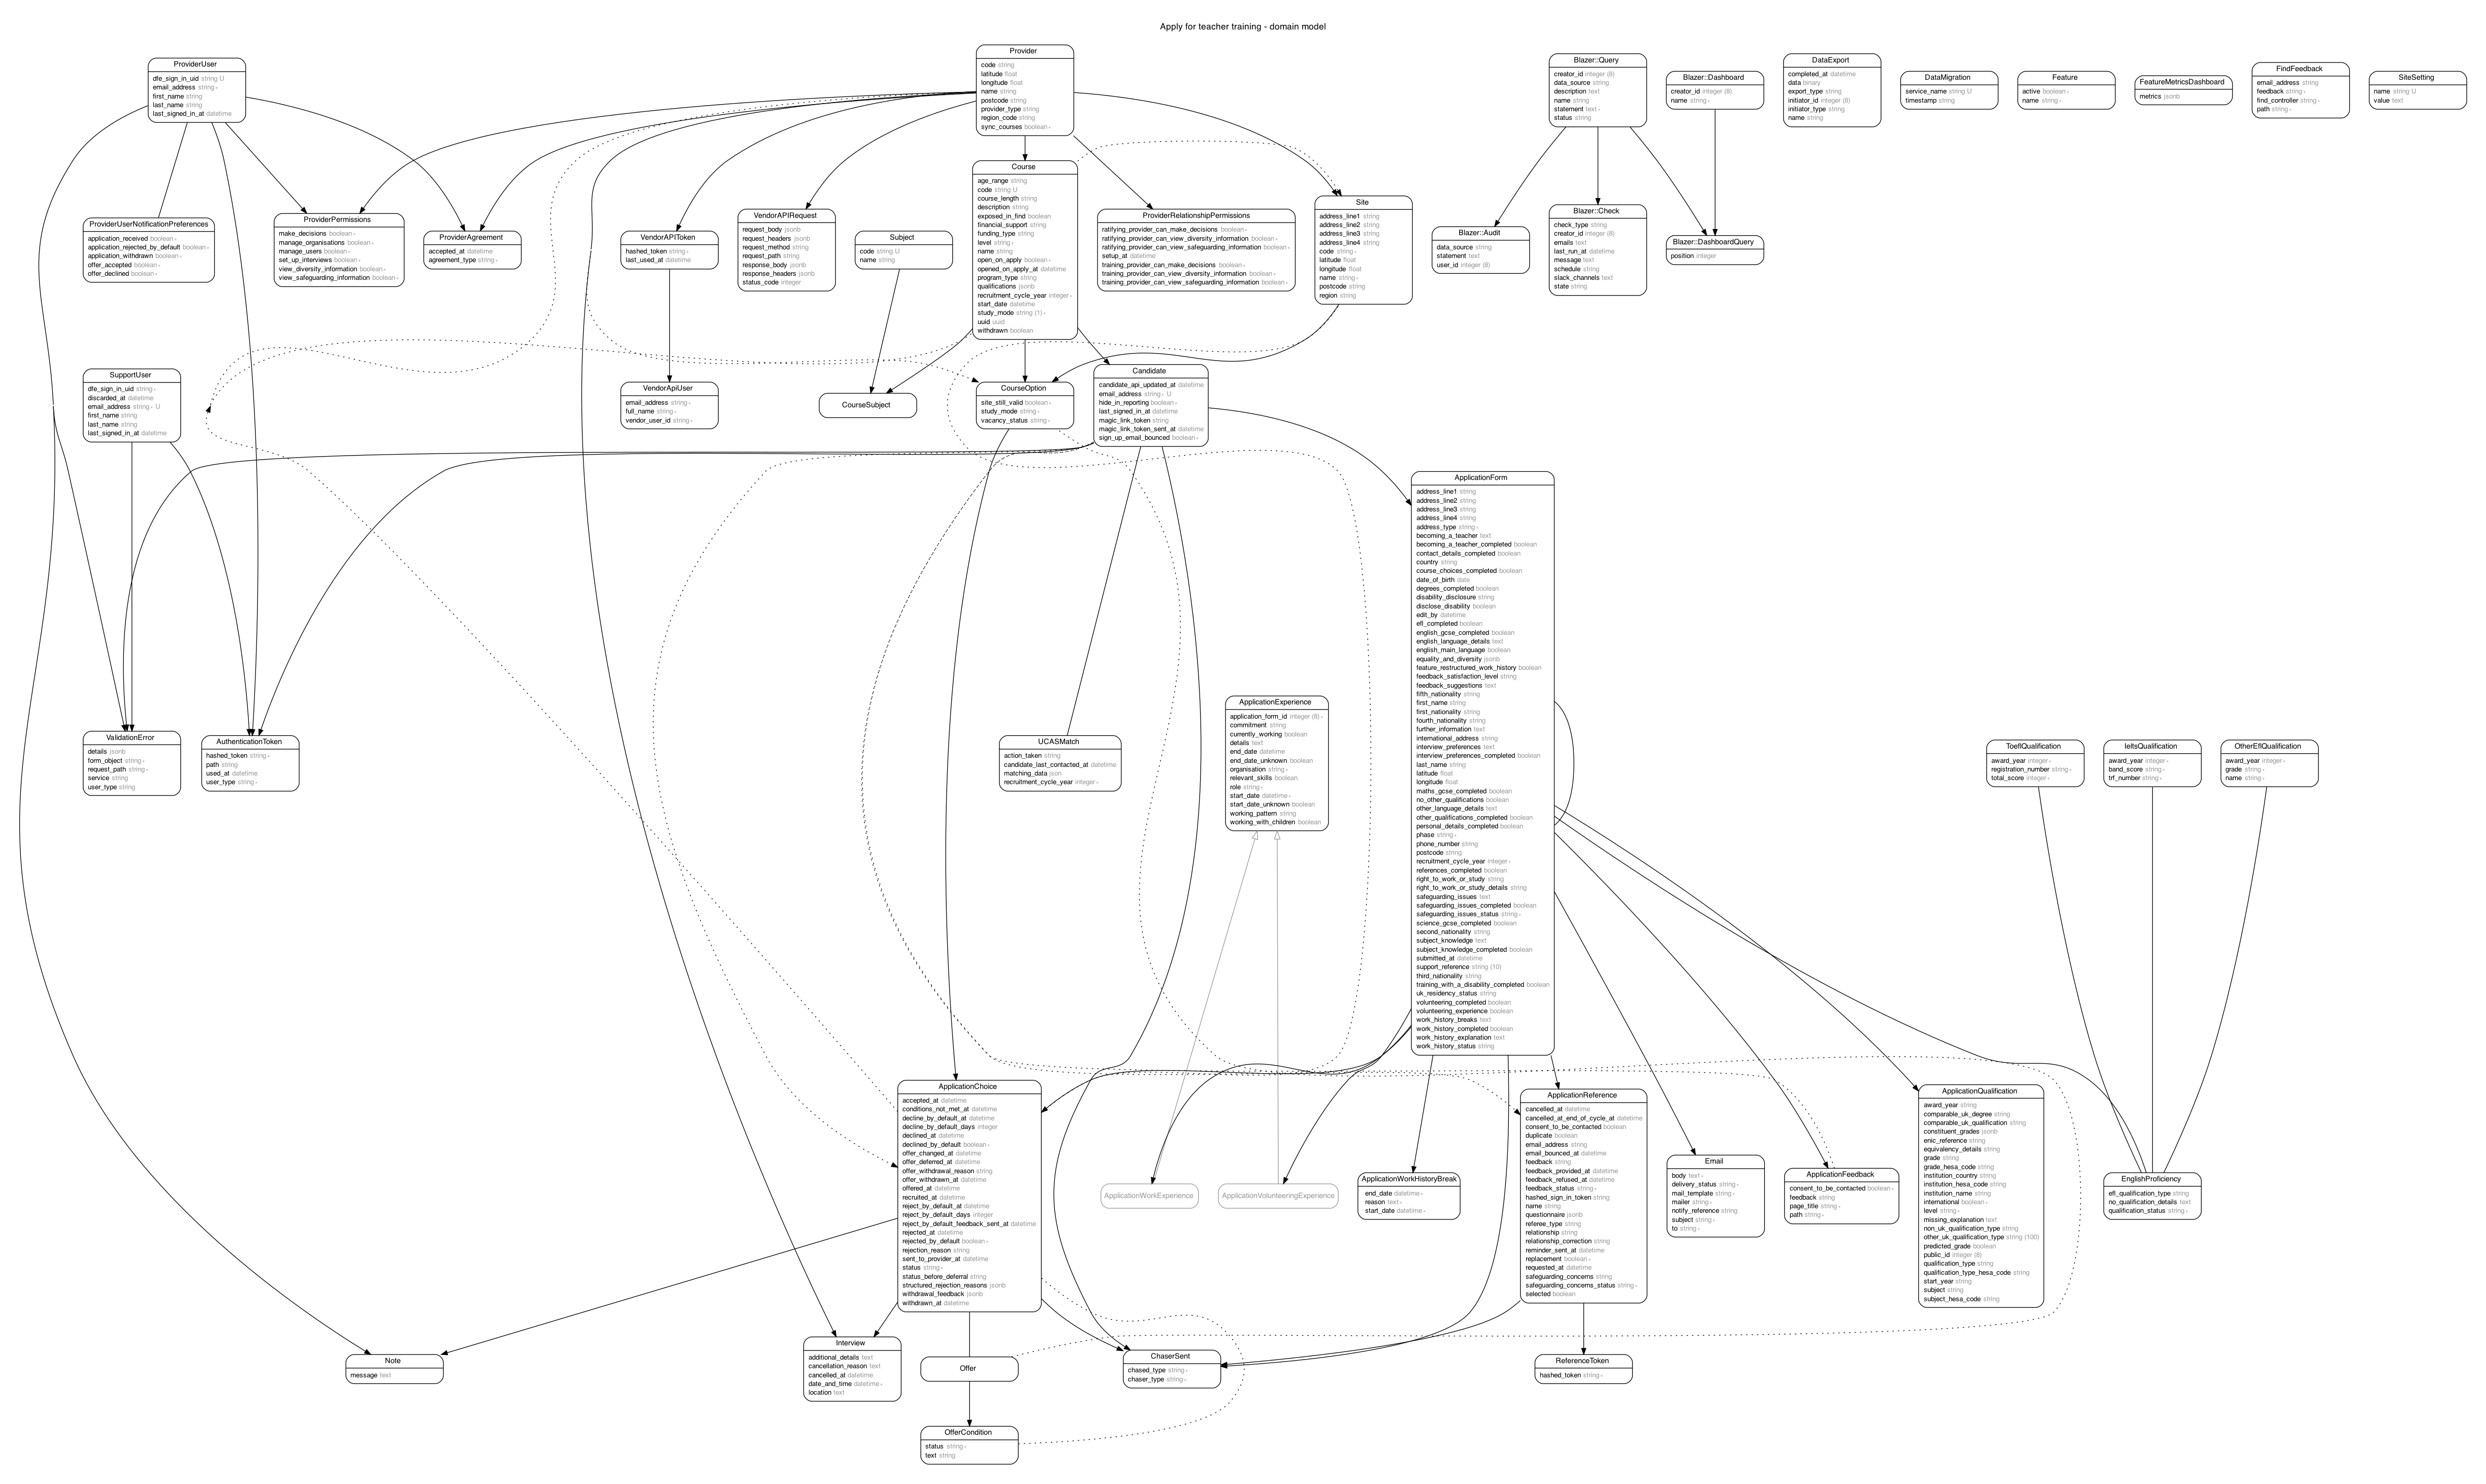 Apply for teacher training - domain model
ProviderUser
dfe_sign_in_uid string U
email_address string ∗
first_name string
last_name string
last_signed_in_at datetime
Provider
code string
latitude float
longitude float
name string
postcode string
provider_type string
region_code string
sync_courses boolean ∗
Blazer::Query
creator_id integer (8)
data_source string
description text
name string
statement text ∗
status string
Blazer::Dashboard
creator_id integer (8)
name string ∗
DataExport
completed_at datetime
data binary
export_type string
initiator_id integer (8)
initiator_type string
name string
DataMigration
service_name string U
timestamp string
Feature
active boolean ∗
name string ∗
FeatureMetricsDashboard
metrics jsonb
FindFeedback
email_address string
feedback string ∗
find_controller string ∗
path string ∗
SiteSetting
name string U
value text
ProviderUserNotificationPreferences
application_received boolean ∗
application_rejected_by_default boolean ∗
application_withdrawn boolean ∗
offer_accepted boolean ∗
offer_declined boolean ∗
ProviderPermissions
make_decisions boolean ∗
manage_organisations boolean ∗
manage_users boolean ∗
set_up_interviews boolean ∗
view_diversity_information boolean ∗
view_safeguarding_information boolean ∗
ProviderAgreement
accepted_at datetime
agreement_type string ∗
VendorAPIToken
hashed_token string ∗
last_used_at datetime
VendorAPIRequest
request_body jsonb
request_headers jsonb
request_method string
request_path string
response_body jsonb
response_headers jsonb
status_code integer
Subject
code string U
name string
Course
age_range string
code string U
course_length string
description string
exposed_in_find boolean
financial_support string
funding_type string
level string ∗
name string
open_on_apply boolean ∗
opened_on_apply_at datetime
program_type string
qualifications jsonb
recruitment_cycle_year integer ∗
start_date datetime
study_mode string (1) ∗
uuid uuid
withdrawn boolean
ProviderRelationshipPermissions
ratifying_provider_can_make_decisions boolean ∗
ratifying_provider_can_view_diversity_information boolean ∗
ratifying_provider_can_view_safeguarding_information boolean ∗
setup_at datetime
training_provider_can_make_decisions boolean ∗
training_provider_can_view_diversity_information boolean ∗
training_provider_can_view_safeguarding_information boolean ∗
Site
address_line1 string
address_line2 string
address_line3 string
address_line4 string
code string ∗
latitude float
longitude float
name string ∗
postcode string
region string
Blazer::Audit
data_source string
statement text
user_id integer (8)
Blazer::Check
check_type string
creator_id integer (8)
emails text
last_run_at datetime
message text
schedule string
slack_channels text
state string
Blazer::DashboardQuery
position integer
SupportUser
dfe_sign_in_uid string ∗
discarded_at datetime
email_address string ∗ U
first_name string
last_name string
last_signed_in_at datetime
VendorApiUser
email_address string ∗
full_name string ∗
vendor_user_id string ∗
CourseSubject
CourseOption
site_still_valid boolean ∗
study_mode string ∗
vacancy_status string ∗
Candidate
candidate_api_updated_at datetime
email_address string ∗ U
hide_in_reporting boolean ∗
last_signed_in_at datetime
magic_link_token string
magic_link_token_sent_at datetime
sign_up_email_bounced boolean ∗
ApplicationForm
address_line1 string
address_line2 string
address_line3 string
address_line4 string
address_type string ∗
becoming_a_teacher text
becoming_a_teacher_completed boolean
contact_details_completed boolean
country string
course_choices_completed boolean
date_of_birth date
degrees_completed boolean
disability_disclosure string
disclose_disability boolean
edit_by datetime
efl_completed boolean
english_gcse_completed boolean
english_language_details text
english_main_language boolean
equality_and_diversity jsonb
feature_restructured_work_history boolean
feedback_satisfaction_level string
feedback_suggestions text
fifth_nationality string
first_name string
first_nationality string
fourth_nationality string
further_information text
international_address string
interview_preferences text
interview_preferences_completed boolean
last_name string
latitude float
longitude float
maths_gcse_completed boolean
no_other_qualifications boolean
other_language_details text
other_qualifications_completed boolean
personal_details_completed boolean
phase string ∗
phone_number string
postcode string
recruitment_cycle_year integer ∗
references_completed boolean
right_to_work_or_study string
right_to_work_or_study_details string
safeguarding_issues text
safeguarding_issues_completed boolean
safeguarding_issues_status string ∗
science_gcse_completed boolean
second_nationality string
subject_knowledge text
subject_knowledge_completed boolean
submitted_at datetime
support_reference string (10)
third_nationality string
training_with_a_disability_completed boolean
uk_residency_status string
volunteering_completed boolean
volunteering_experience boolean
work_history_breaks text
work_history_completed boolean
work_history_explanation text
work_history_status string
ValidationError
details jsonb
form_object string ∗
request_path string ∗
service string
user_type string
AuthenticationToken
hashed_token string ∗
path string
used_at datetime
user_type string ∗
UCASMatch
action_taken string
candidate_last_contacted_at datetime
matching_data json
recruitment_cycle_year integer ∗
ApplicationExperience
application_form_id integer (8) ∗
commitment string
currently_working boolean
details text
end_date datetime
end_date_unknown boolean
organisation string ∗
relevant_skills boolean
role string ∗
start_date datetime ∗
start_date_unknown boolean
working_pattern string
working_with_children boolean
ToeflQualification
award_year integer ∗
registration_number string ∗
total_score integer ∗
IeltsQualification
award_year integer ∗
band_score string ∗
trf_number string ∗
OtherEflQualification
award_year integer ∗
grade string ∗
name string ∗
ApplicationChoice
accepted_at datetime
conditions_not_met_at datetime
decline_by_default_at datetime
decline_by_default_days integer
declined_at datetime
declined_by_default boolean ∗
offer_changed_at datetime
offer_deferred_at datetime
offer_withdrawal_reason string
offer_withdrawn_at datetime
offered_at datetime
recruited_at datetime
reject_by_default_at datetime
reject_by_default_days integer
reject_by_default_feedback_sent_at datetime
rejected_at datetime
rejected_by_default boolean ∗
rejection_reason string
sent_to_provider_at datetime
status string ∗
status_before_deferral string
structured_rejection_reasons jsonb
withdrawal_feedback jsonb
withdrawn_at datetime
ApplicationWorkExperience
ApplicationVolunteeringExperience
ApplicationWorkHistoryBreak
end_date datetime ∗
reason text ∗
start_date datetime ∗
ApplicationReference
cancelled_at datetime
cancelled_at_end_of_cycle_at datetime
consent_to_be_contacted boolean
duplicate boolean
email_address string
email_bounced_at datetime
feedback string
feedback_provided_at datetime
feedback_refused_at datetime
feedback_status string ∗
hashed_sign_in_token string
name string
questionnaire jsonb
referee_type string
relationship string
relationship_correction string
reminder_sent_at datetime
replacement boolean ∗
requested_at datetime
safeguarding_concerns string
safeguarding_concerns_status string ∗
selected boolean
Email
body text ∗
delivery_status string ∗
mail_template string ∗
mailer string ∗
notify_reference string
subject string ∗
to string ∗
ApplicationFeedback
consent_to_be_contacted boolean ∗
feedback string
page_title string ∗
path string ∗
ApplicationQualification
award_year string
comparable_uk_degree string
comparable_uk_qualification string
constituent_grades jsonb
enic_reference string
equivalency_details string
grade string
grade_hesa_code string
institution_country string
institution_hesa_code string
institution_name string
international boolean ∗
level string ∗
missing_explanation text
non_uk_qualification_type string
other_uk_qualification_type string (100)
predicted_grade boolean
public_id integer (8)
qualification_type string
qualification_type_hesa_code string
start_year string
subject string
subject_hesa_code string
EnglishProficiency
efl_qualification_type string
no_qualification_details text
qualification_status string ∗
Note
message text
Interview
additional_details text
cancellation_reason text
cancelled_at datetime
date_and_time datetime ∗
location text
Offer
ChaserSent
chased_type string ∗
chaser_type string ∗
ReferenceToken
hashed_token string ∗
OfferCondition
status string ∗
text string